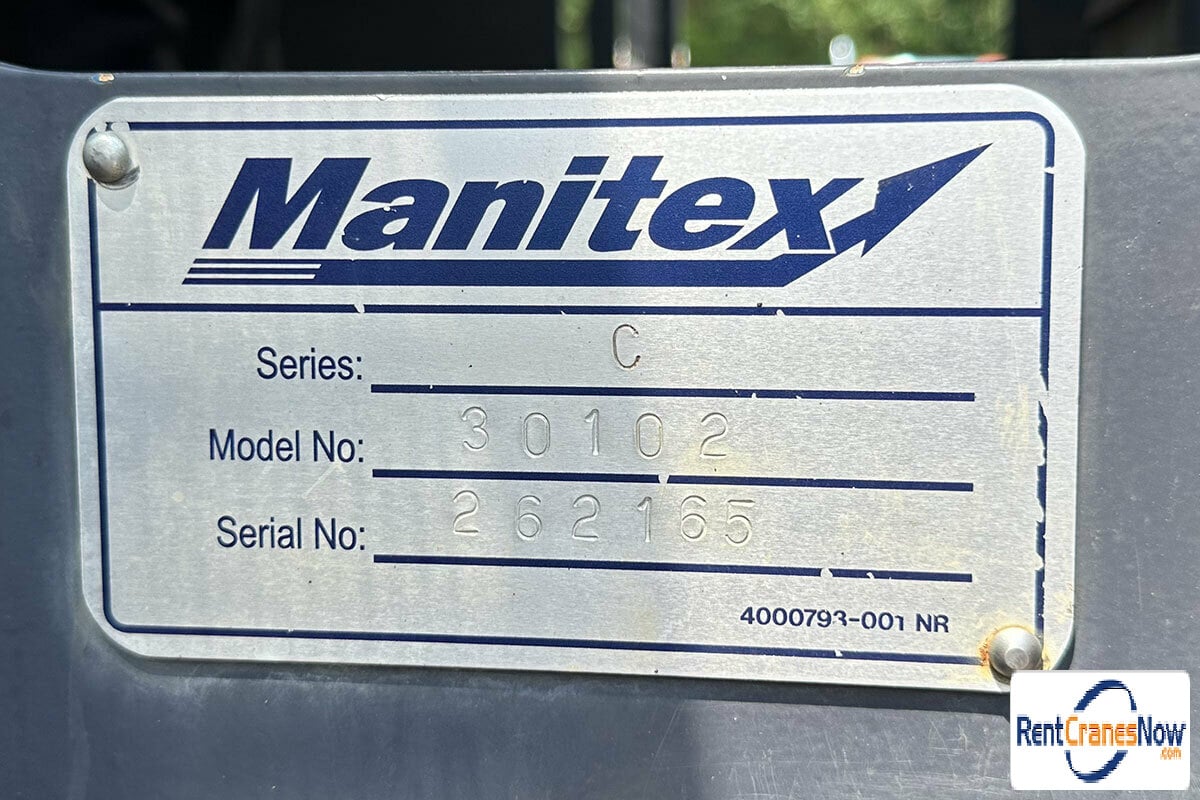 Manitex
Series: C
Model No: 30102
Serial No: 262165
4000793-001 NR
RentCranesNow
.com